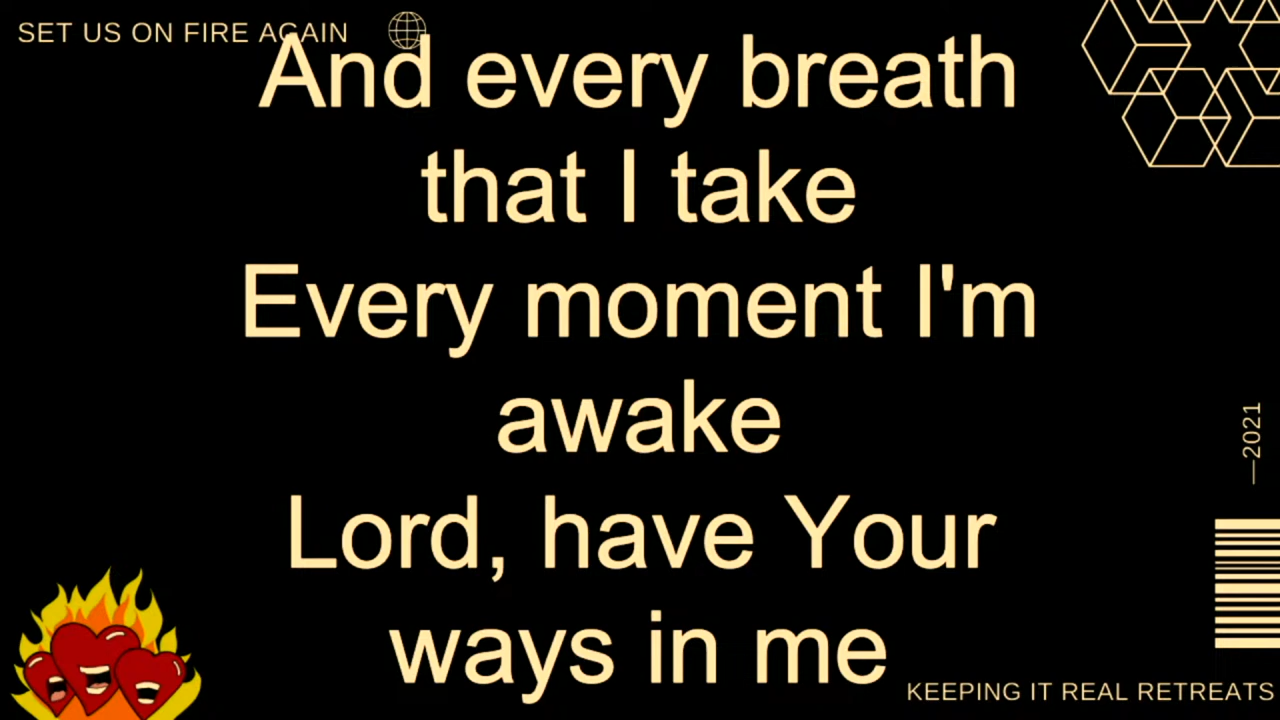 SET US ON FIRE AGAIN
And every breath
that I take
Every moment I'm
awake
Lord, have Your
ways in me
—2021
KEEPING IT REAL RETREATS